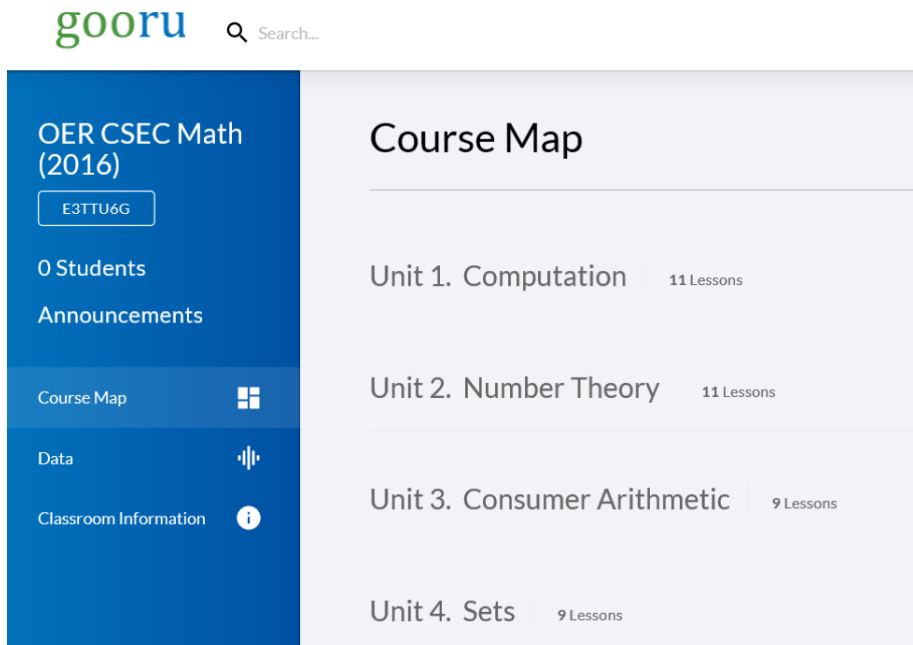 gooru
Search...
OER CSEC Math
(2016)
E3TTU6G
0 Students
Announcements
Course Map
Data
Classroom Information
Course Map
Unit 1. Computation 11 Lessons
Unit 2. Number Theory 11 Lessons
Unit 3. Consumer Arithmetic 9 Lessons
Unit 4. Sets 9 Lessons